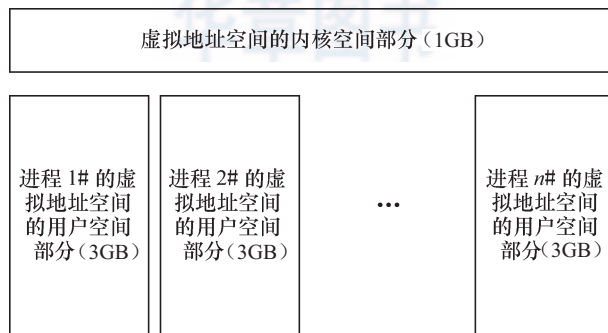 虚拟地址空间的内核空间部分（1GB）
进程 1# 的虚
拟地址空间
的用户空间
部分（3GB）
进程 2# 的虚
拟地址空间
的用户空间
部分（3GB）
...
进程 n# 的虚
拟地址空间
的用户空间
部分（3GB）